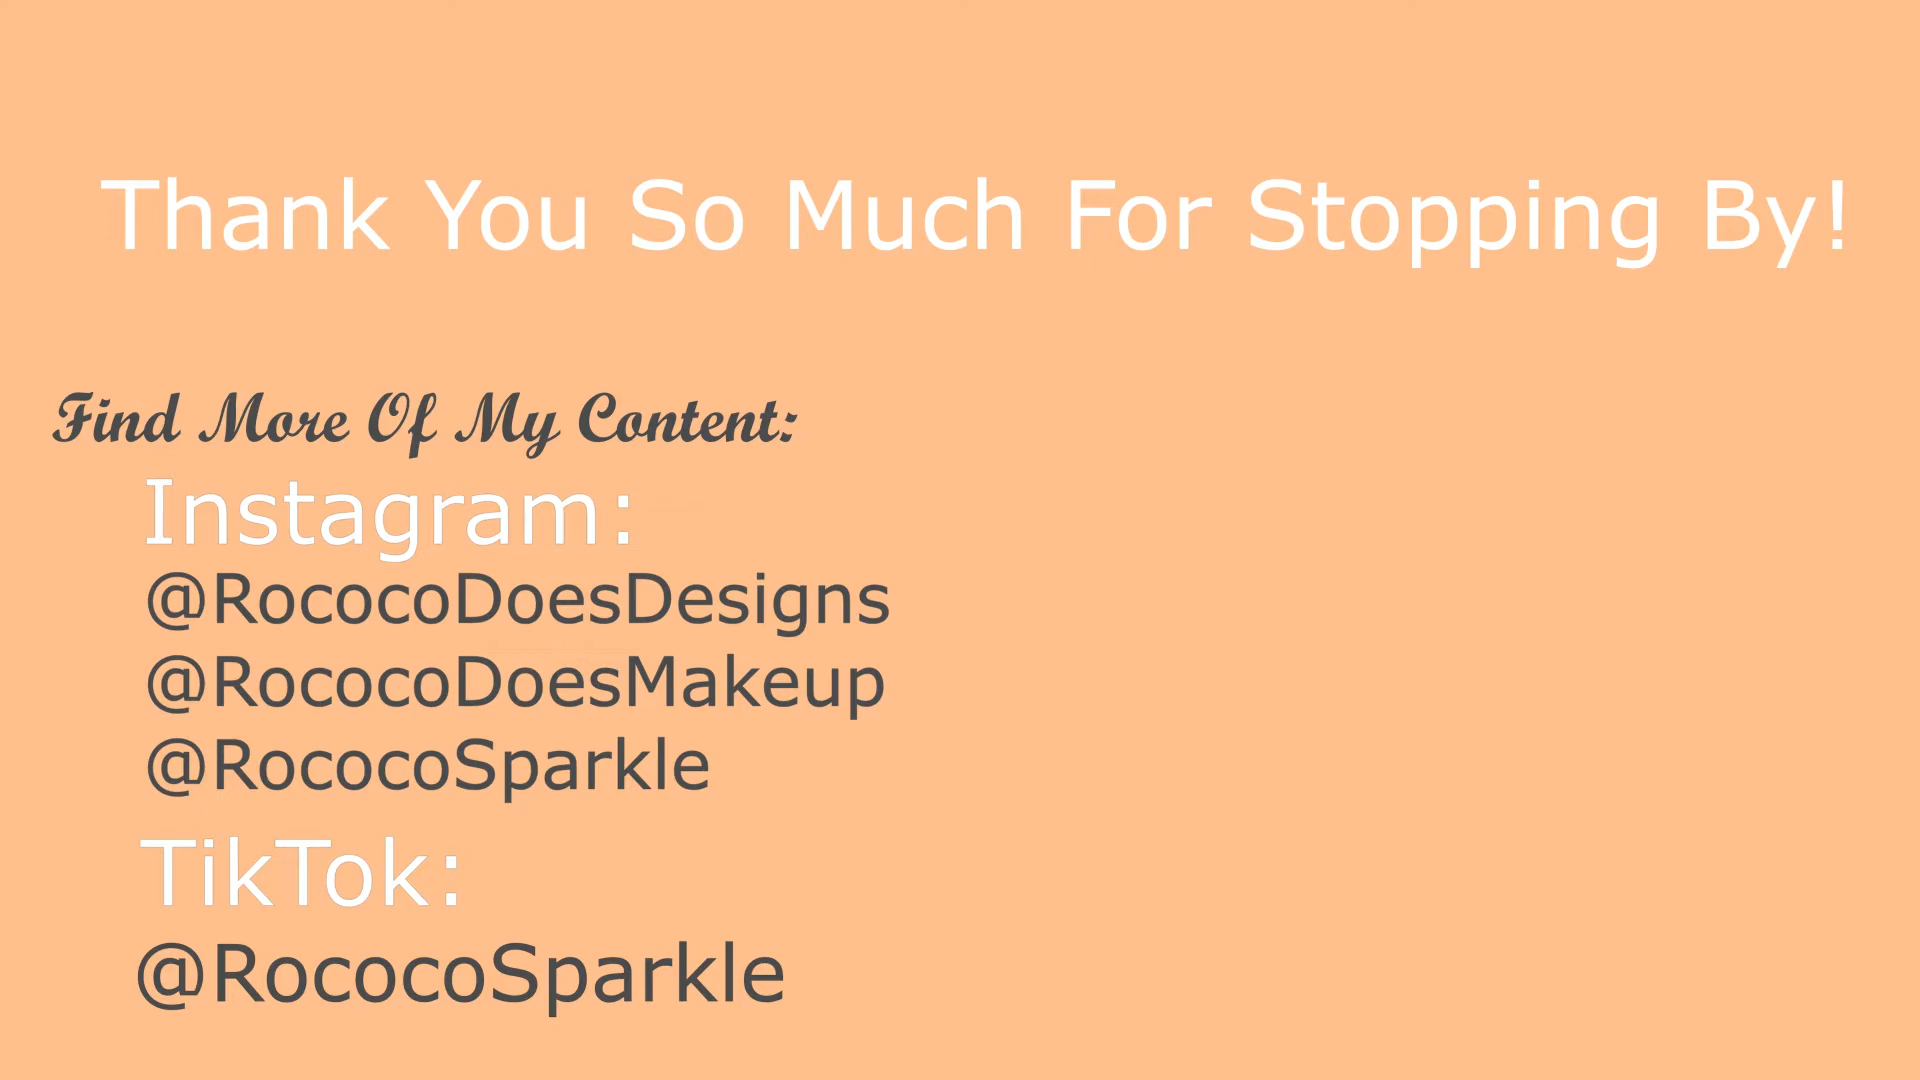 Thank You So Much For Stopping By!
Find More Of My Content:
Instagram:
@RococoDoesDesigns
@RococoDoesMakeup
@RococoSparkle
TikTok:
@RococoSparkle